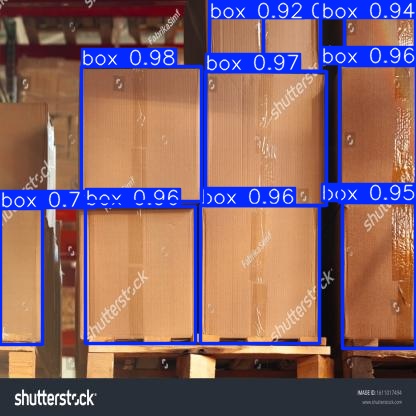 box 0.92
box 0.94
box 0.98
box 0.97
box 0.96
box 0.7
box 0.96
box 0.96
box 0.95
shutterstock
FabrikaSimf
shutterstock
FabrikaSimf
shutterstock
shutterstock
shutterstock
IMAGE ID: 1611017494
www.shutterstock.com